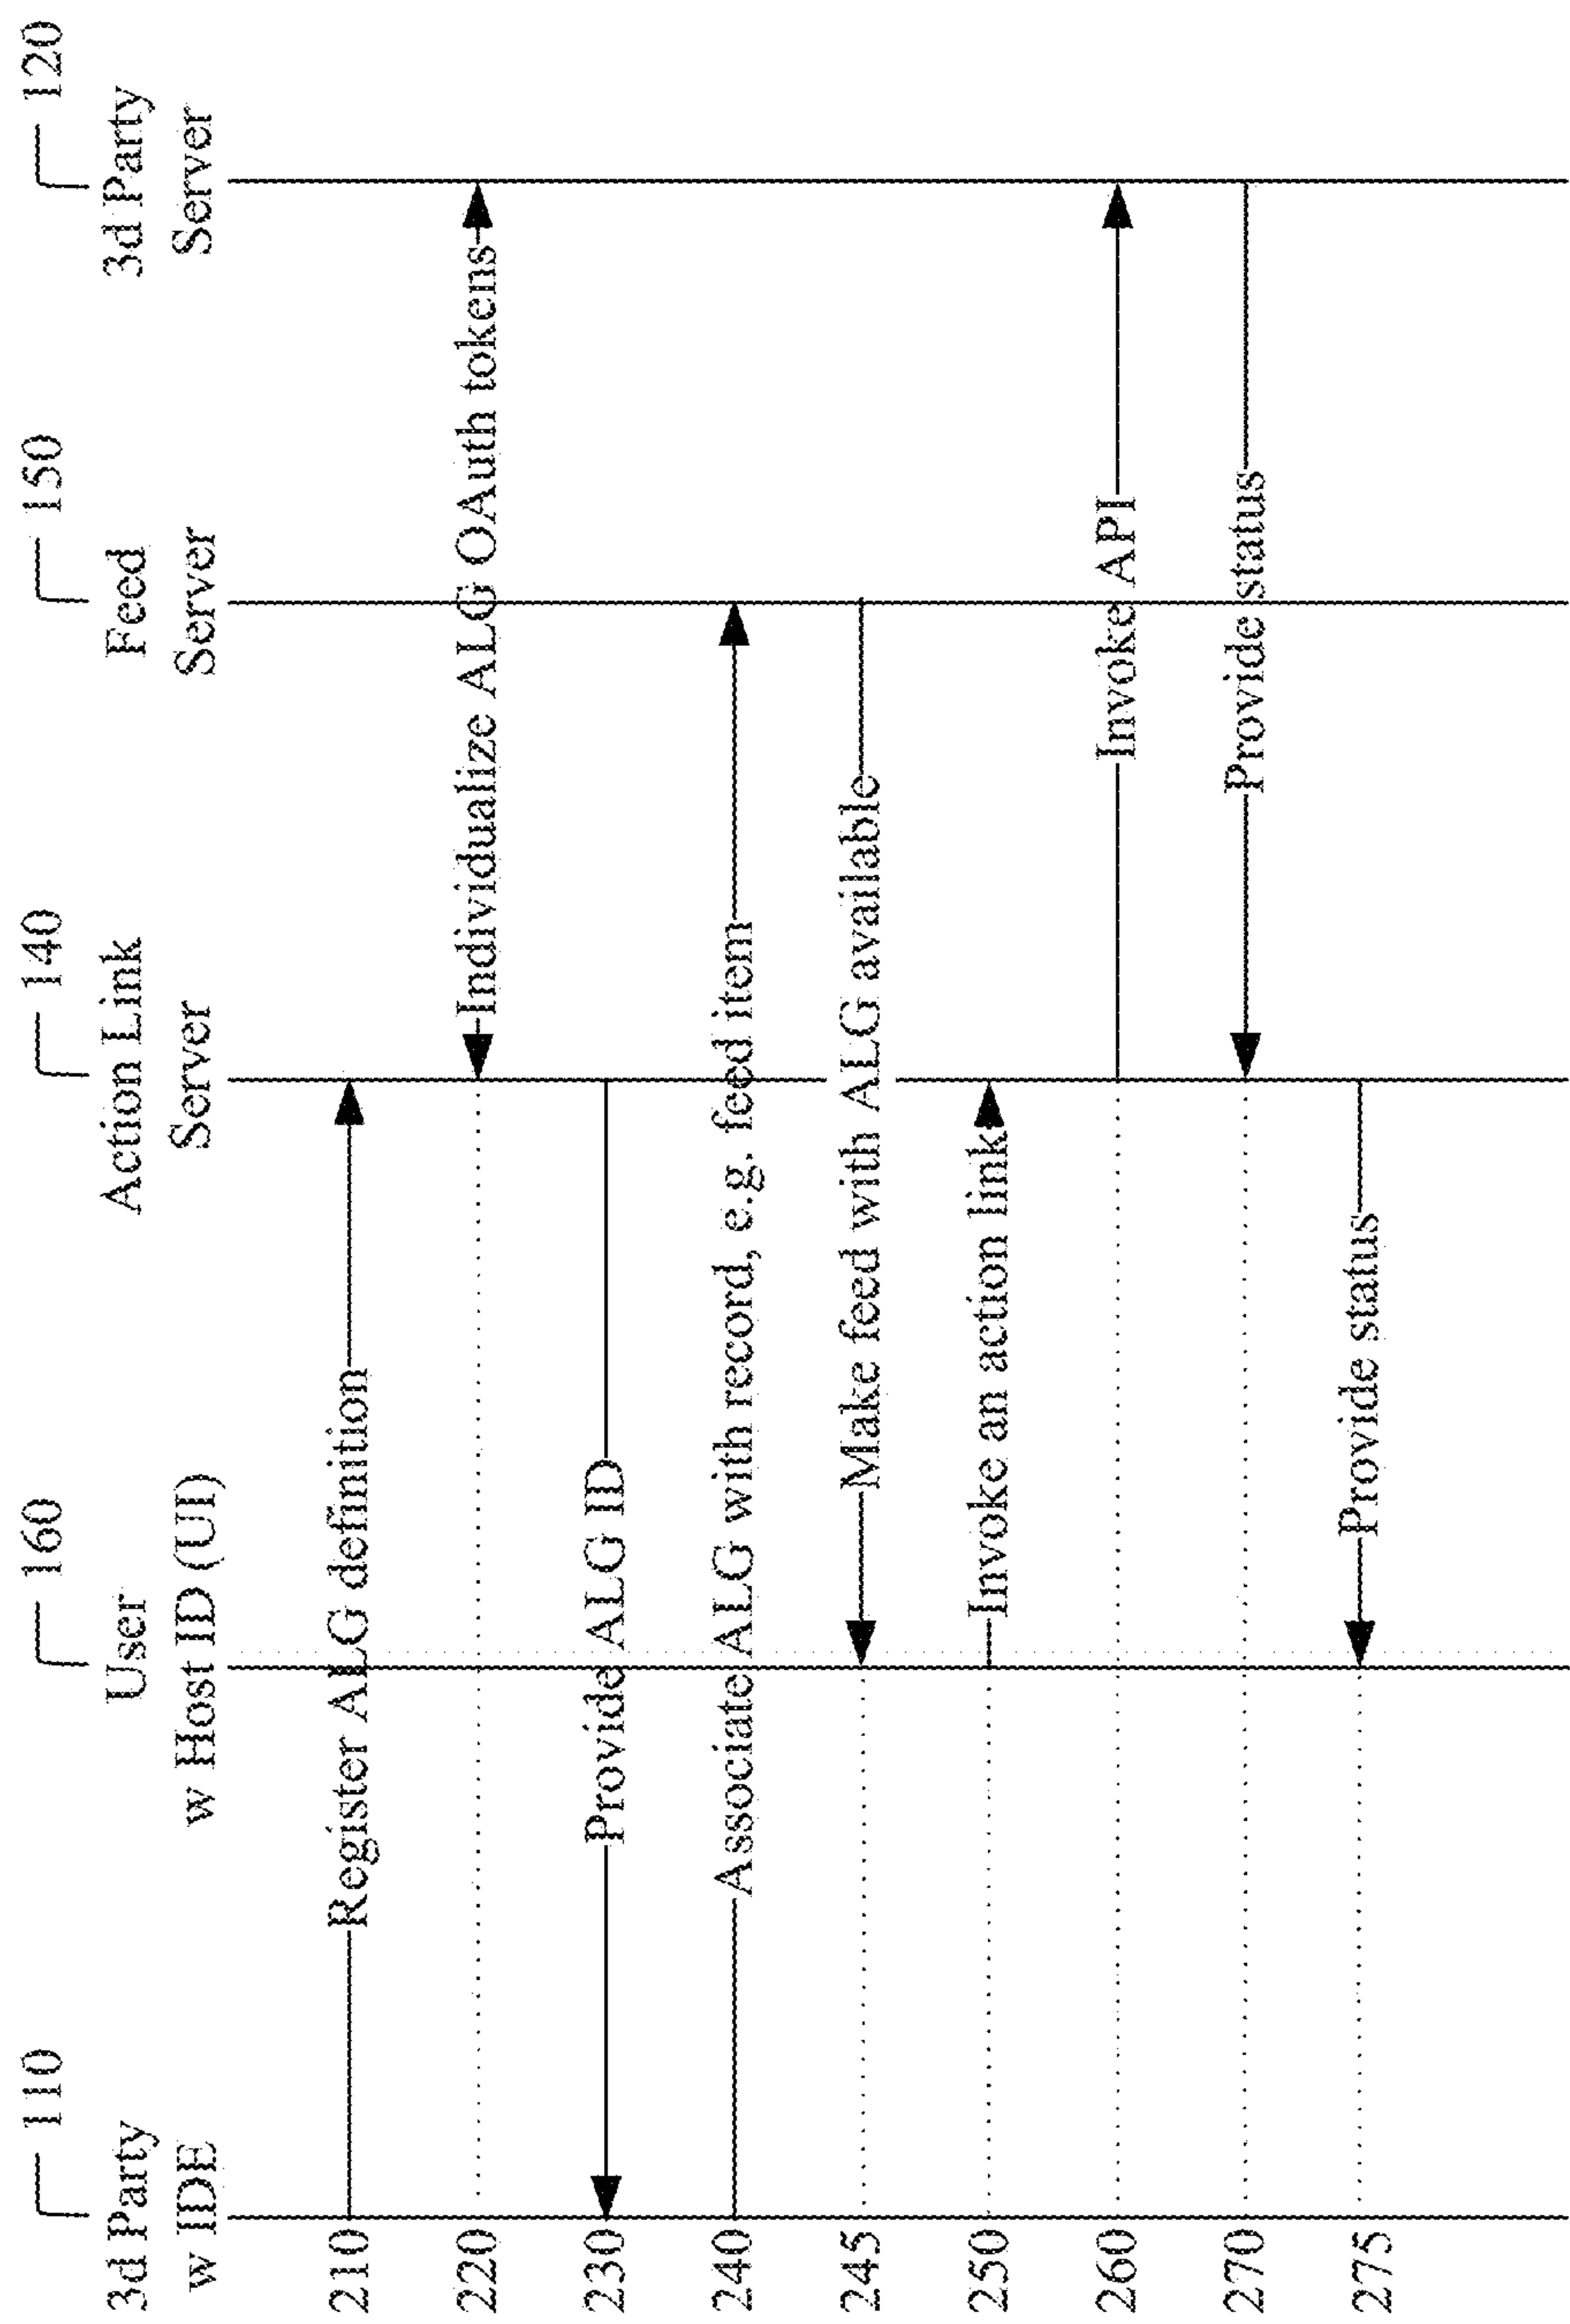 110
160
140
150
120
3d Party
w IDE
User
w Host ID (UI)
Action Link
Server
Feed
Server
3d Party
Server
210
Register ALG definition
220
Individualize ALG OAuth tokens
230
Provide ALG ID
240
Associate ALG with record, e.g. feed item
245
Make feed with ALG available
250
Invoke an action link
260
Invoke API
270
Provide status
275
Provide status